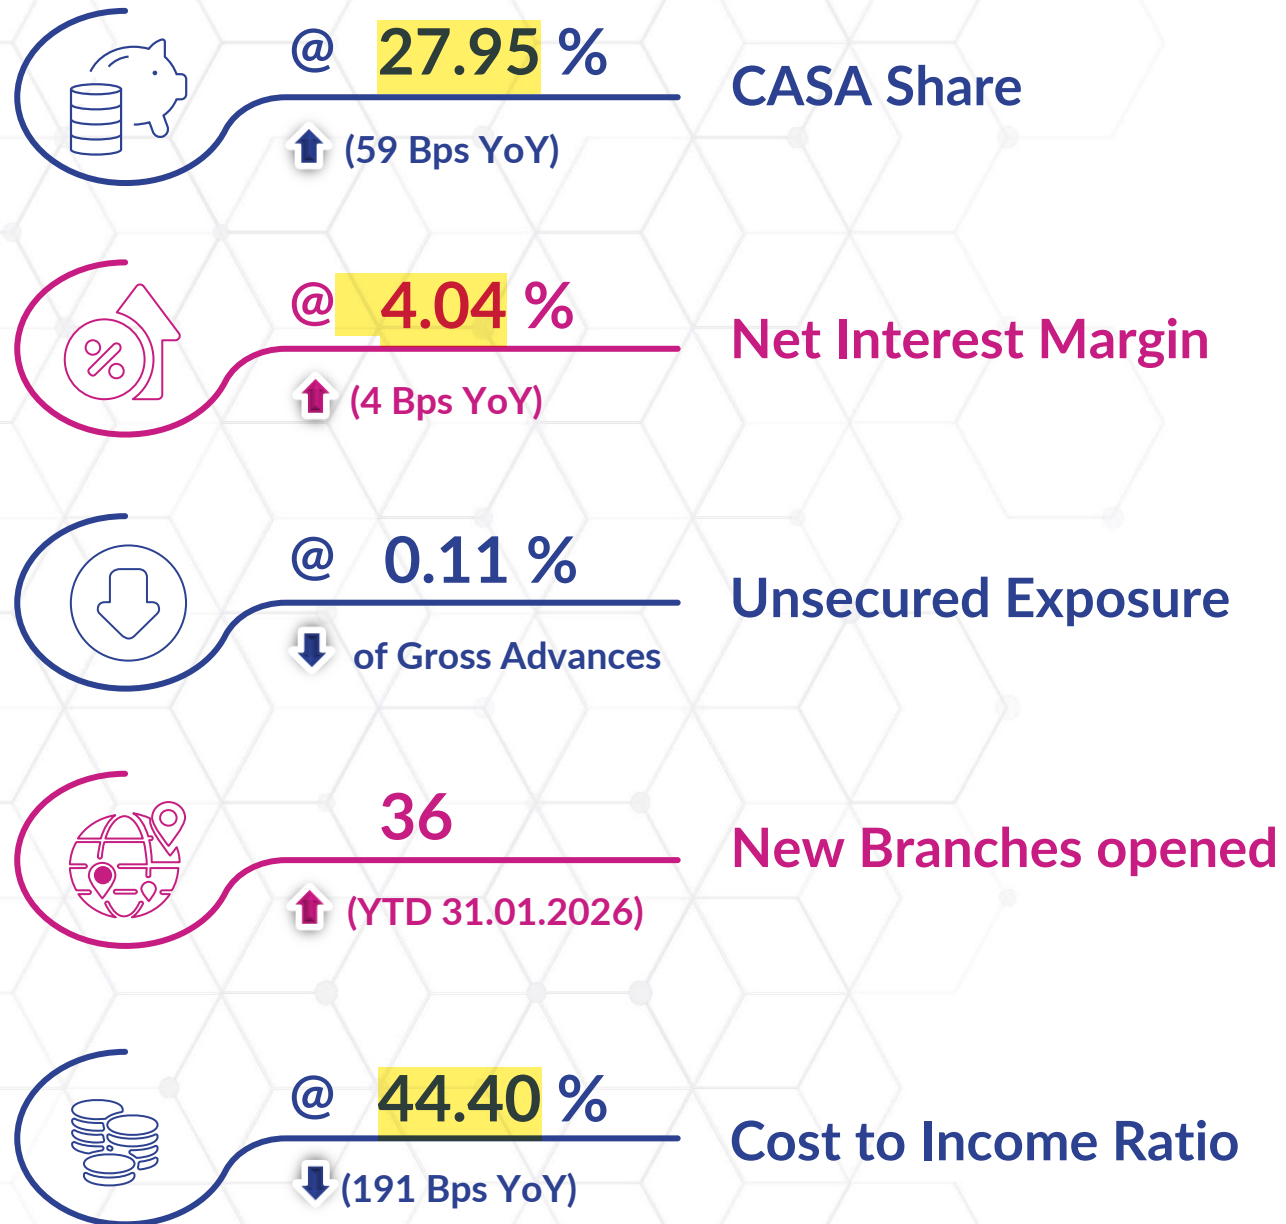 @ 27.95 %
CASA Share
(59 Bps YoY)
@ 4.04 %
Net Interest Margin
(4 Bps YoY)
@ 0.11 %
Unsecured Exposure
of Gross Advances
36
New Branches opened
(YTD 31.01.2026)
@ 44.40 %
Cost to Income Ratio
(191 Bps YoY)